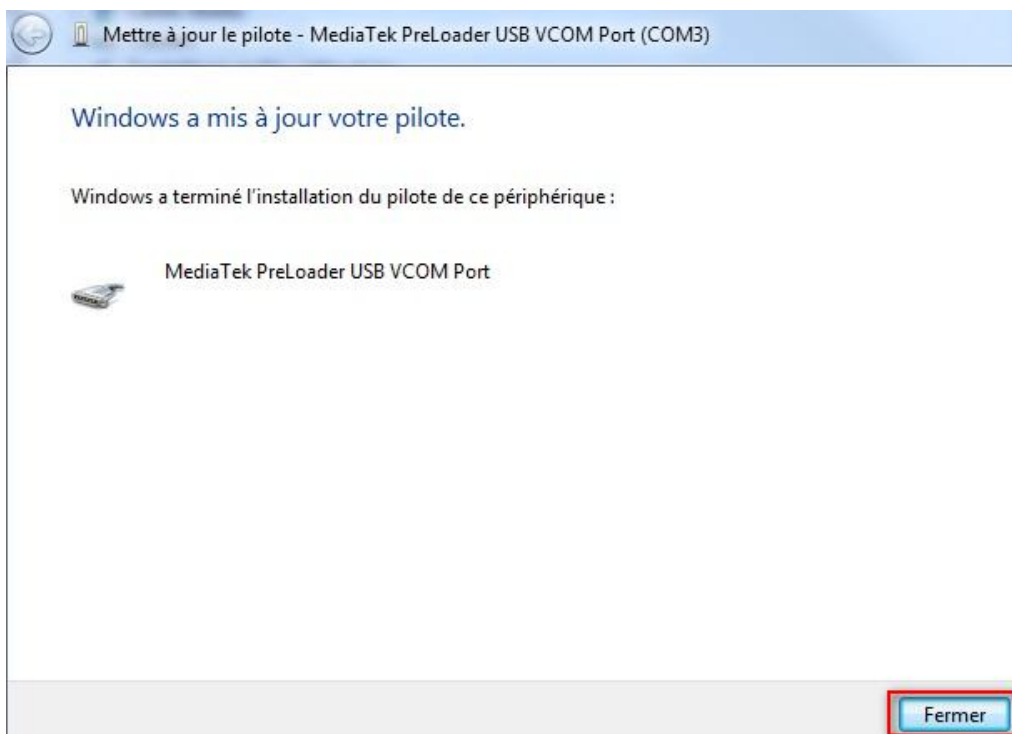 Mettre à jour le pilote - MediaTek PreLoader USB VCOM Port (COM3)
Windows a mis à jour votre pilote.
Windows a terminé l'installation du pilote de ce périphérique :
MediaTek PreLoader USB VCOM Port
Fermer